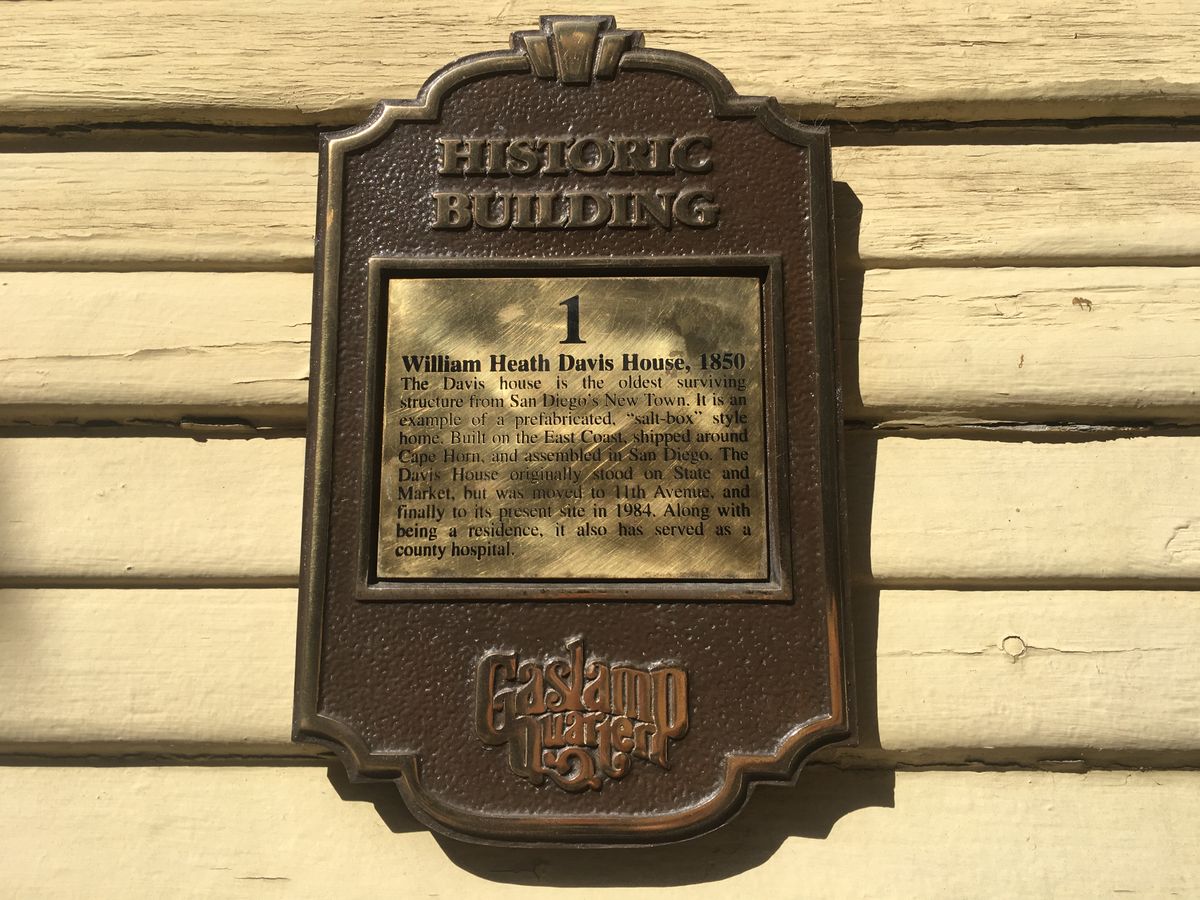 HISTORIC
BUILDING
1
William Heath Davis House, 1850
The Davis house is the oldest surviving
structure from San Diego's New Town. It is an
example of a prefabricated, “salt-box” style
home. Built on the East Coast, shipped around
Cape Horn, and assembled in San Diego. The
Davis House originally stood on State and
Market, but was moved to 11th Avenue, and
finally to its present site in 1984. Along with
being a residence, it also has served as a
county hospital.
Gaslamp
Quarter